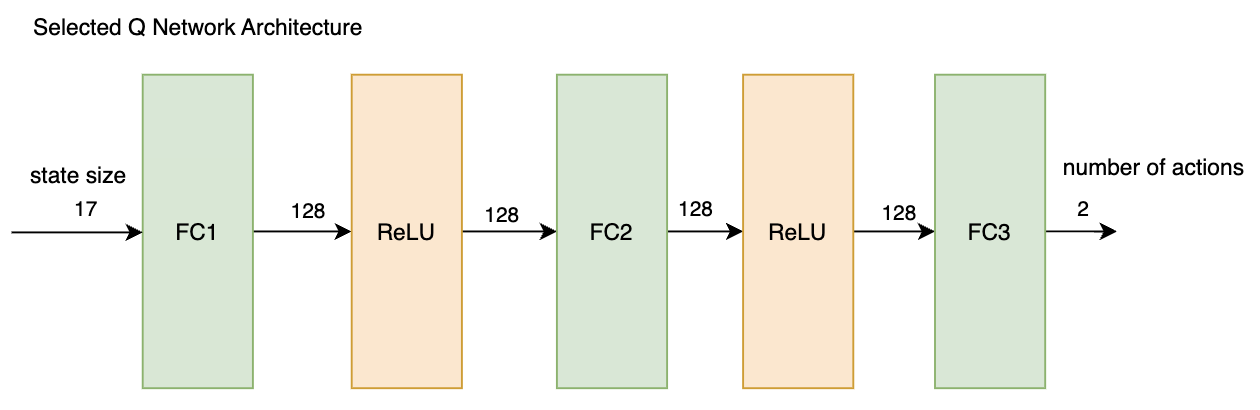 Selected Q Network Architecture
state size
17
FC1
128
ReLU
128
FC2
128
ReLU
128
FC3
number of actions
2